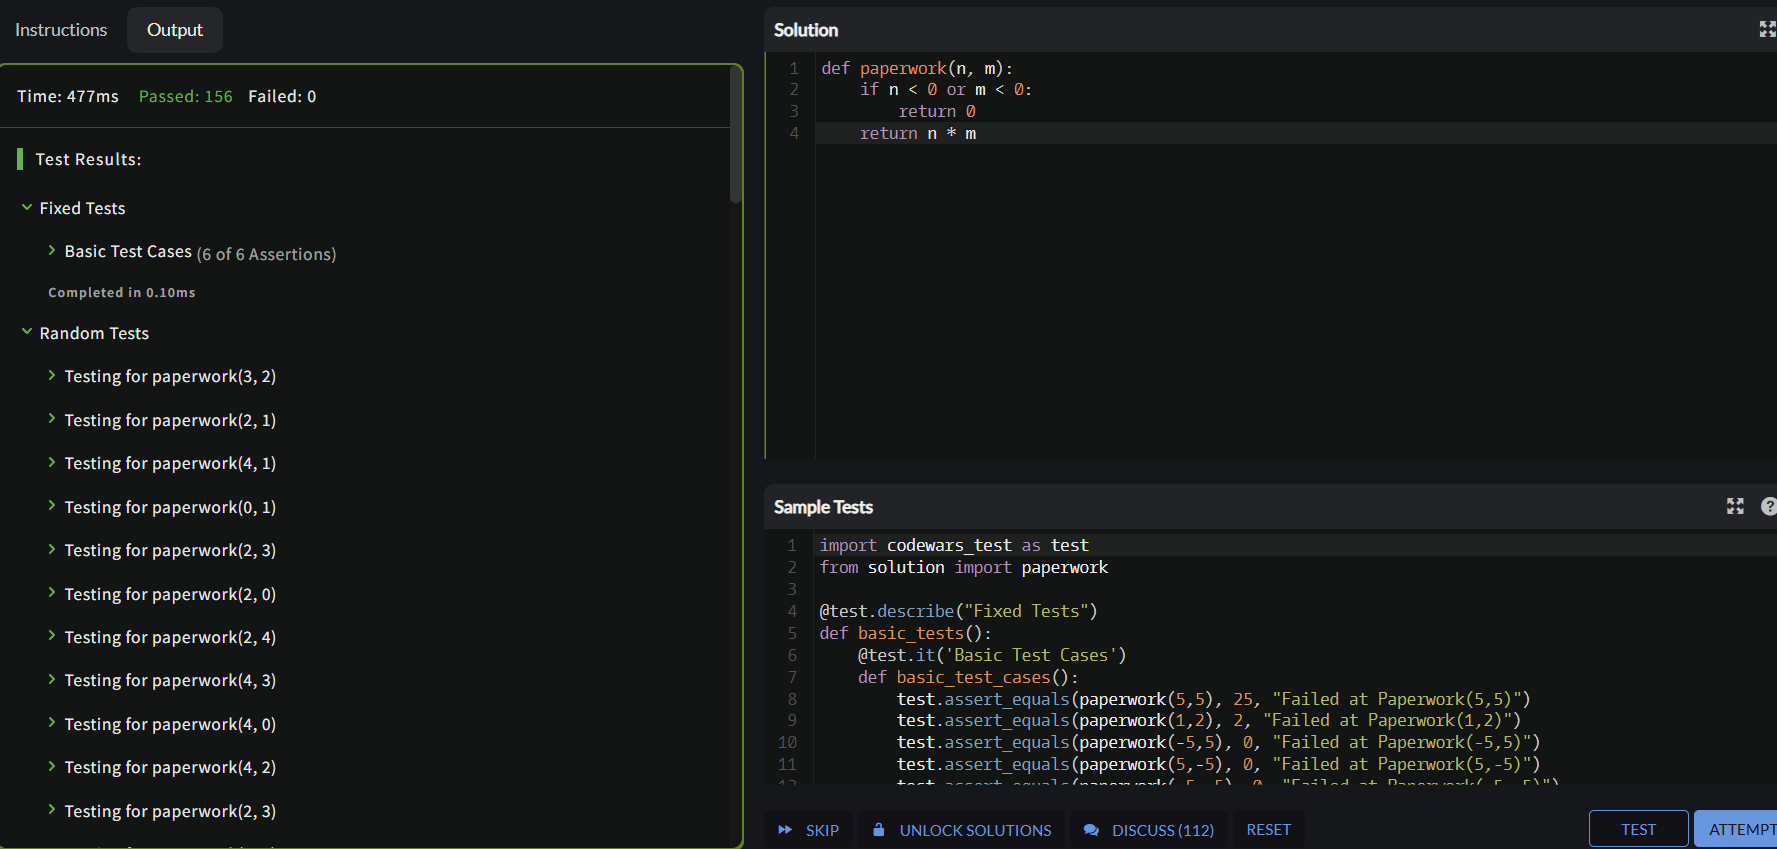 Instructions
Output
Time: 477ms Passed: 156 Failed: 0
Test Results:
Fixed Tests
Basic Test Cases (6 of 6 Assertions)
Completed in 0.10ms
Random Tests
Testing for paperwork(3, 2)
Testing for paperwork(2, 1)
Testing for paperwork(4, 1)
Testing for paperwork(0, 1)
Testing for paperwork(2, 3)
Testing for paperwork(2, 0)
Testing for paperwork(2, 4)
Testing for paperwork(4, 3)
Testing for paperwork(4, 0)
Testing for paperwork(4, 2)
Testing for paperwork(2, 3)
Solution
1 def paperwork(n, m):
2     if n < 0 or m < 0:
3         return 0
4     return n * m
Sample Tests
?
1 import codewars_test as test
2 from solution import paperwork
3
4 @test.describe("Fixed Tests")
5 def basic_tests():
6     @test.it('Basic Test Cases')
7     def basic_test_cases():
8         test.assert_equals(paperwork(5,5), 25, "Failed at Paperwork(5,5)")
9         test.assert_equals(paperwork(1,2), 2, "Failed at Paperwork(1,2)")
10         test.assert_equals(paperwork(-5,5), 0, "Failed at Paperwork(-5,5)")
11         test.assert_equals(paperwork(5,-5), 0, "Failed at Paperwork(5,-5)")
SKIP
UNLOCK SOLUTIONS
DISCUSS (112)
RESET
TEST
ATTEMPT